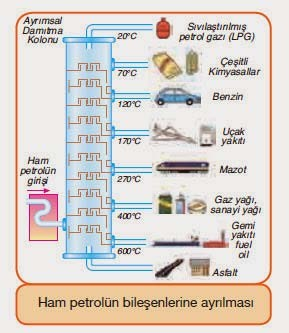 Ayrımsal
Damıtma
Kolonu
20°C
Sıvılaştırılmış
petrol gazı (LPG)
70°C
Çeşitli
Kimyasallar
120°C
Benzin
170°C
Uçak
yakıtı
Ham
petrolün
girişi
270°C
Mazot
400°C
Gaz yağı,
sanayi yağı
600°C
Gemi
yakıtı
fuel
oil
Asfalt
Ham petrolün bileşenlerine ayrılması